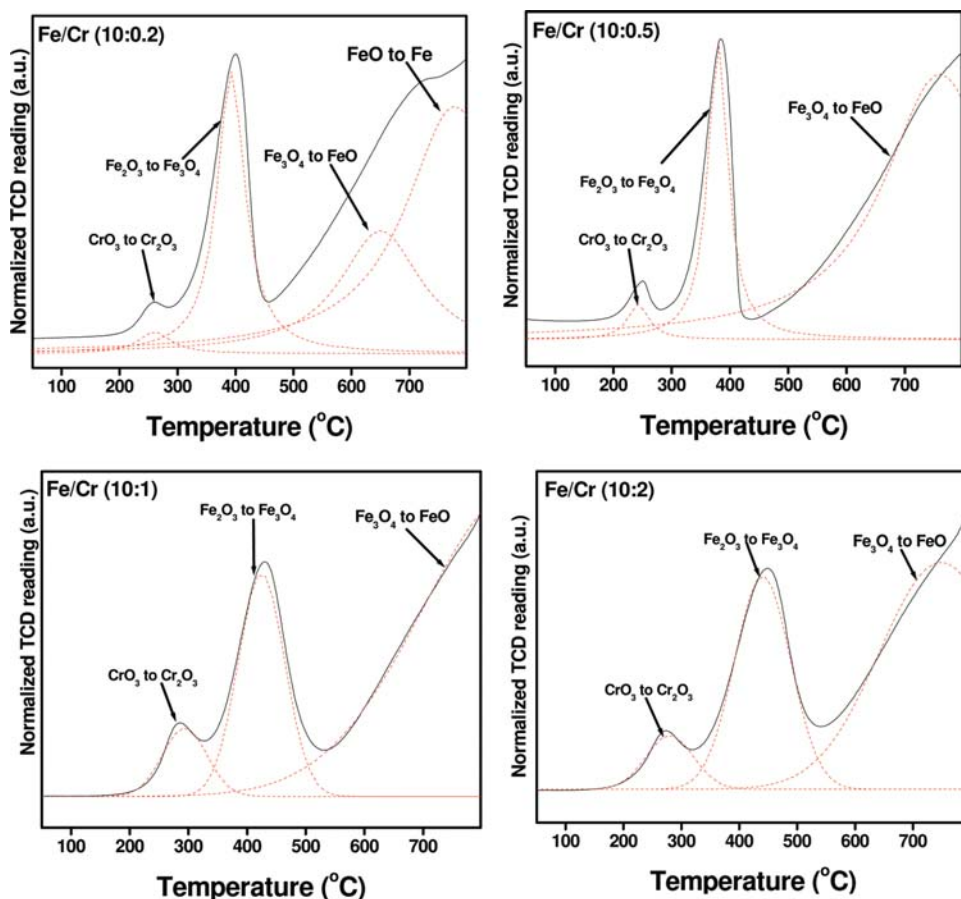 Fe/Cr (10:0.2)
FeO to Fe
Fe₂O₃ to Fe₃O₄
Fe₃O₄ to FeO
CrO₃ to Cr₂O₃
Normalized TCD reading (a.u.)
100 200 300 400 500 600 700
Temperature (°C)
Fe/Cr (10:0.5)
Fe₃O₄ to FeO
Fe₂O₃ to Fe₃O₄
CrO₃ to Cr₂O₃
Normalized TCD reading (a.u.)
100 200 300 400 500 600 700
Temperature (°C)
Fe/Cr (10:1)
Fe₂O₃ to Fe₃O₄
Fe₃O₄ to FeO
CrO₃ to Cr₂O₃
Normalized TCD reading (a.u.)
100 200 300 400 500 600 700
Temperature (°C)
Fe/Cr (10:2)
Fe₂O₃ to Fe₃O₄
Fe₃O₄ to FeO
CrO₃ to Cr₂O₃
Normalized TCD reading (a.u.)
100 200 300 400 500 600 700
Temperature (°C)